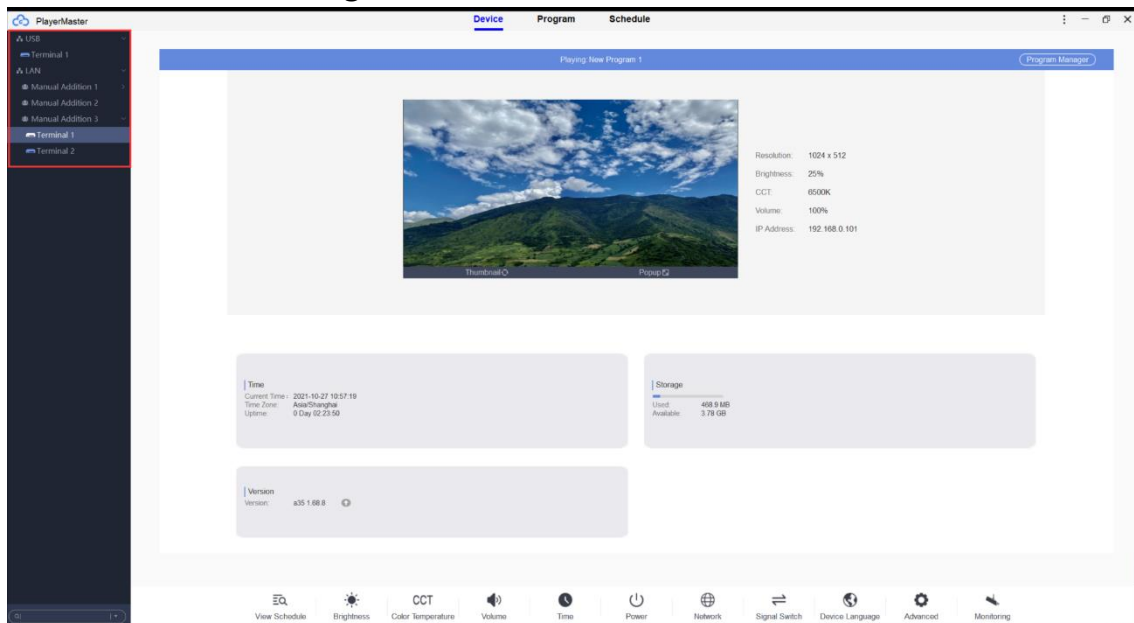 PlayerMaster
Device Program Schedule
USB
Terminal 1
LAN
Manual Addition 1
Manual Addition 2
Manual Addition 3
Terminal 1
Terminal 2
Playing: New Program 1
Program Manager
Resolution: 1024 x 512
Brightness: 25%
CCT: 6500K
Volume: 100%
IP Address: 192.168.0.101
Thumbnail Popup
Time
Current Time : 2021-10-27 10:57:19
Time Zone: Asia/Shanghai
Uptime: 0 Day 02:23:50
Storage
Used: 468.9 MB
Available: 3.78 GB
Version
Version: a35 1.68.8
CCT
View Schedule Brightness Color Temperature Volume Time Power Network Signal Switch Device Language Advanced Monitoring